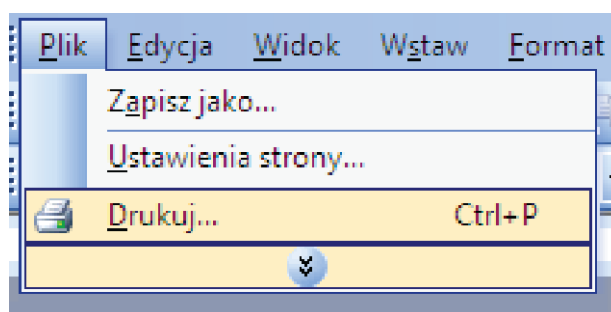 Plik Edycja Widok Wstaw Format
Zapisz jako...
Ustawienia strony...
Drukuj... Ctrl+P